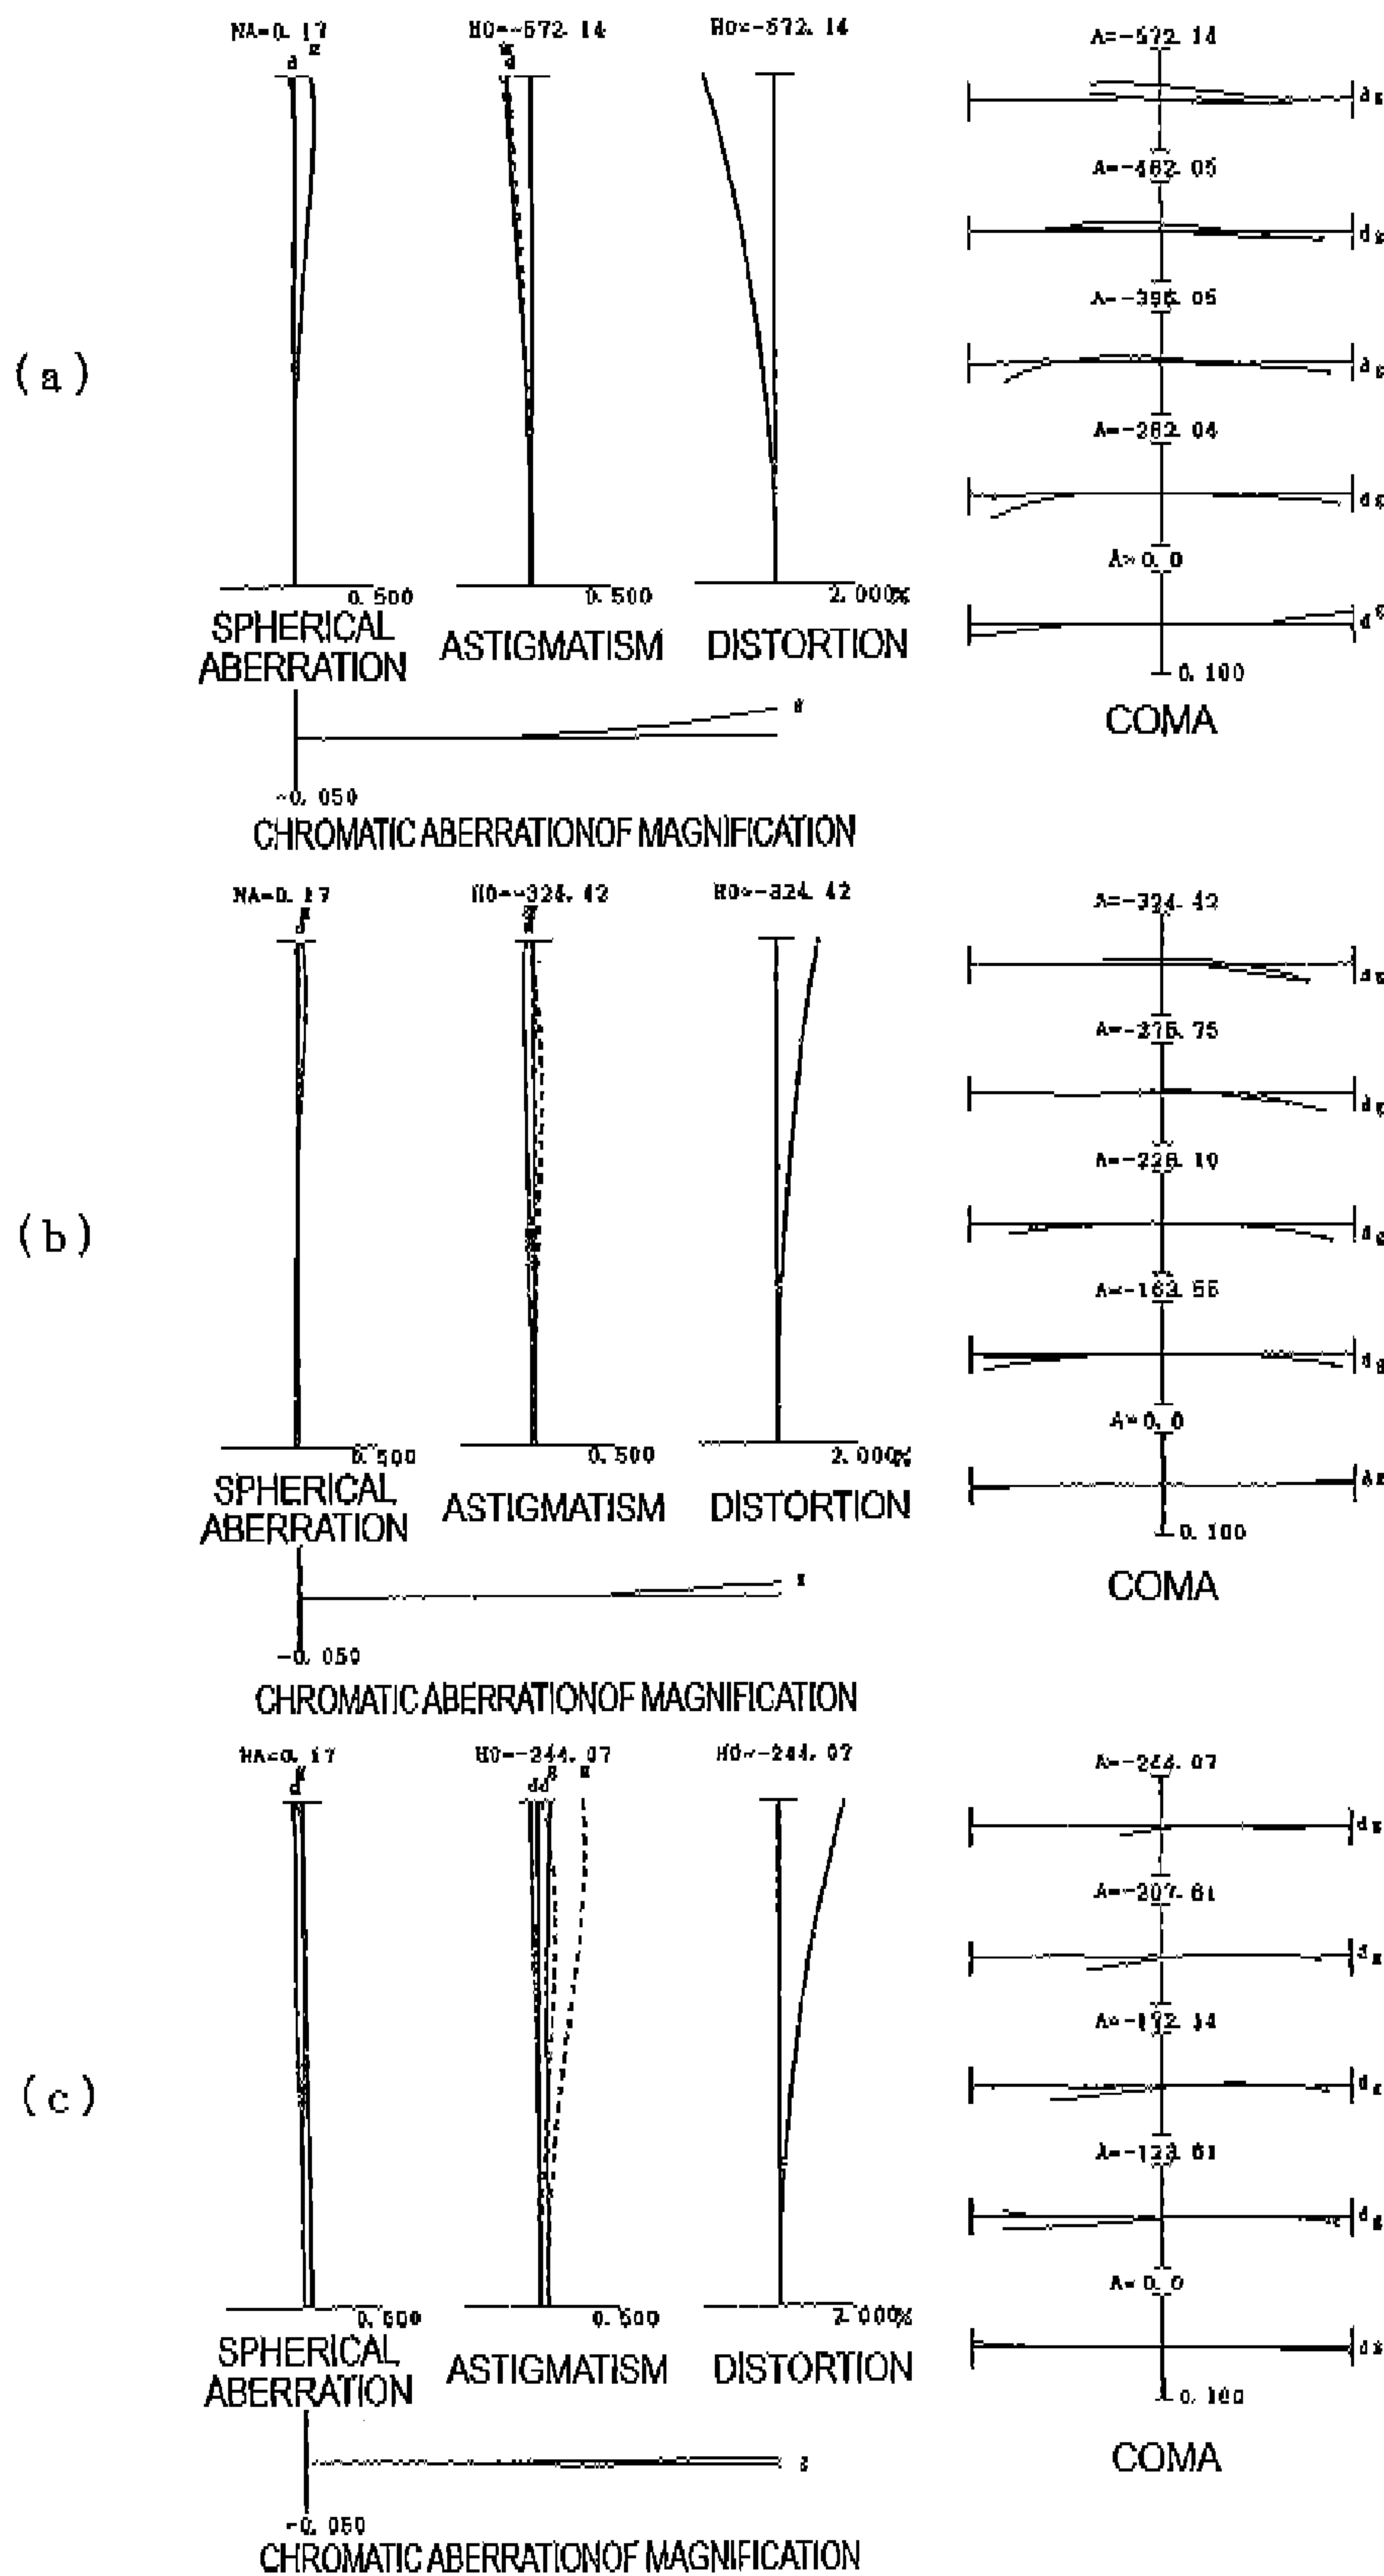 (a)
NA=0.17
g
d
H0=-572.14
g
d
H0=-572.14
0.500
0.500
2.000%
SPHERICAL
ABERRATION
ASTIGMATISM
DISTORTION
g
-0.050
CHROMATIC ABERRATION OF MAGNIFICATION
A=-572.14
d g
A=-482.05
d g
A=-396.05
d g
A=-282.04
d g
A=0.0
d g
0.100
COMA
(b)
NA=0.17
g
d
H0=-324.42
H0=-324.42
0.500
0.500
2.000%
SPHERICAL
ABERRATION
ASTIGMATISM
DISTORTION
g
-0.050
CHROMATIC ABERRATION OF MAGNIFICATION
A=-324.42
d g
A=-275.75
d g
d g
d g
A=0.0
d g
0.100
COMA
(c)
NA=0.17
g
d
H0=-244.07
d d g g
H0=-244.07
0.500
0.500
2.000%
SPHERICAL
ABERRATION
ASTIGMATISM
DISTORTION
g
-0.050
CHROMATIC ABERRATION OF MAGNIFICATION
A=-244.07
d g
A=-207.61
d g
d g
A=-123.61
d g
A=0.0
d g
0.100
COMA